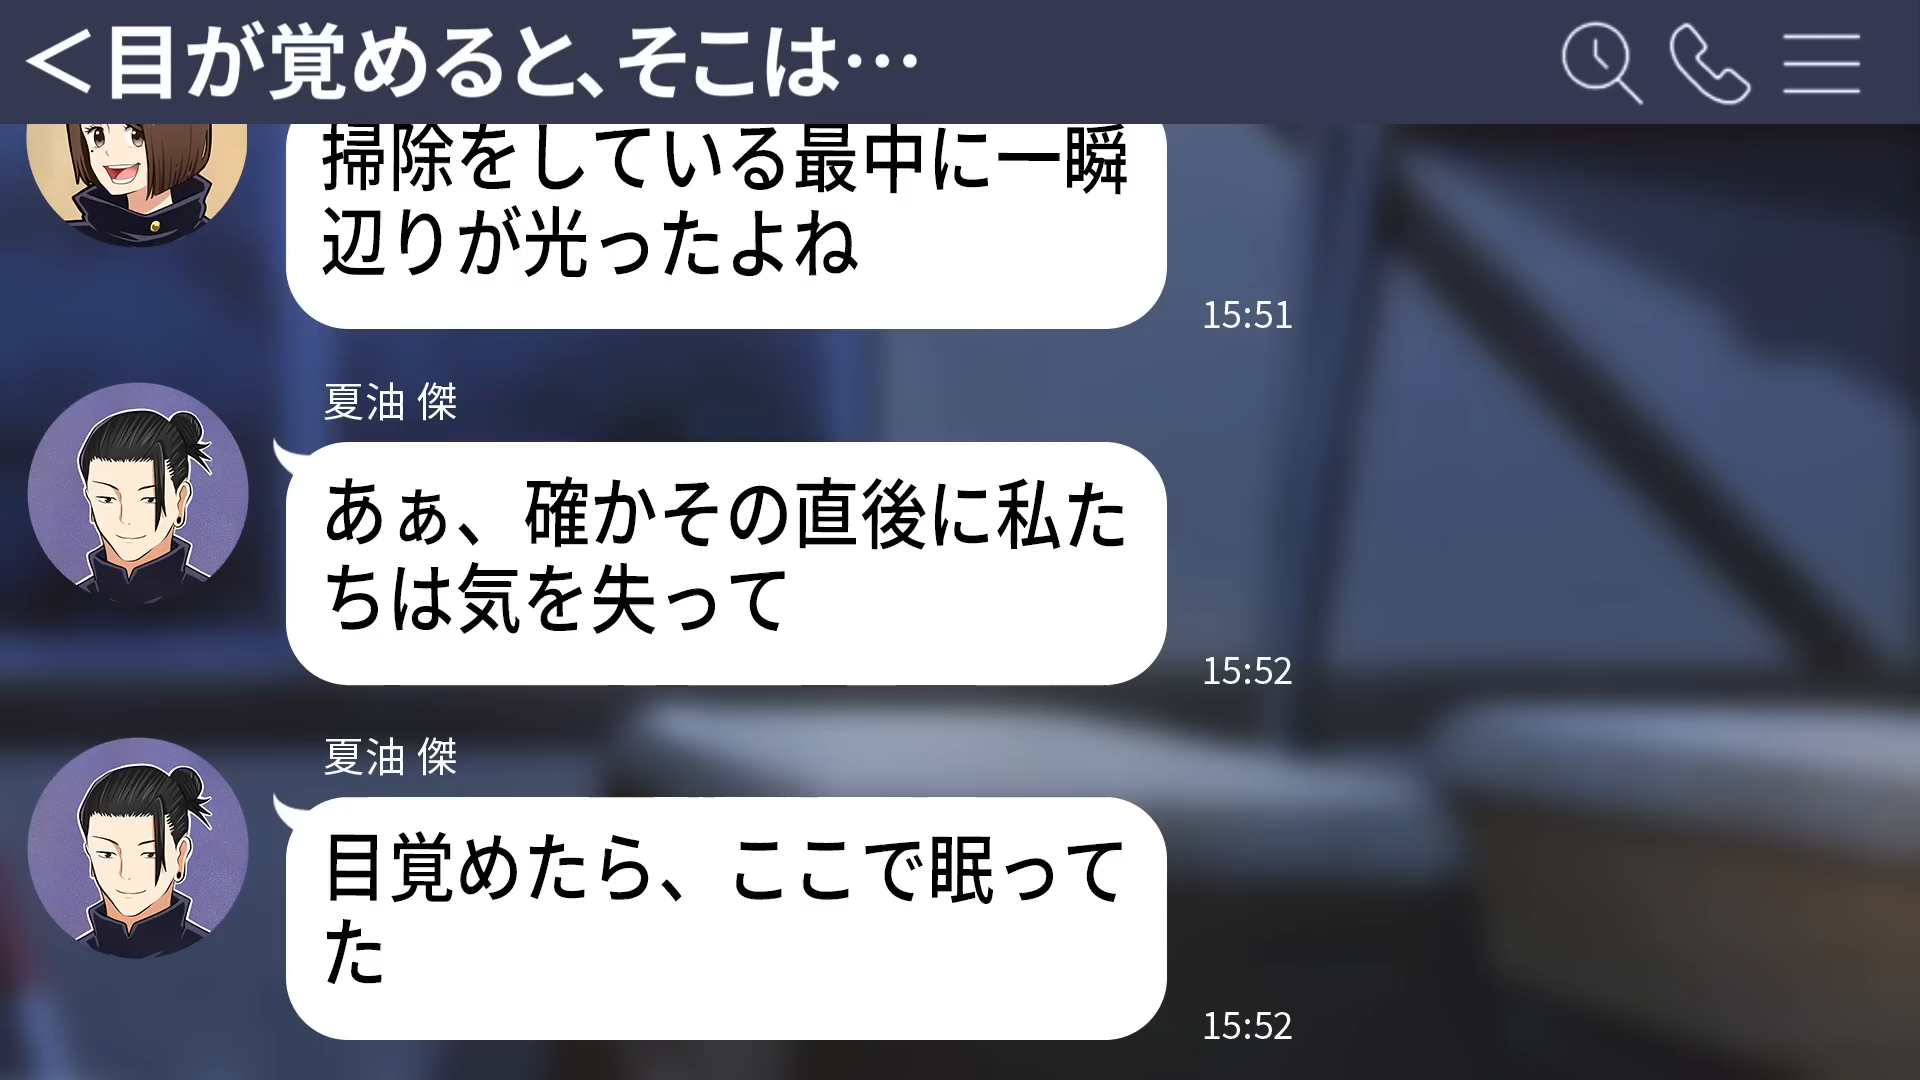 ＜目が覚めると､そこは…
掃除をしている最中に一瞬
辺りが光ったよね
15:51
夏油 傑
あぁ、確かその直後に私た
ちは気を失って
15:52
夏油 傑
目覚めたら、ここで眠って
た
15:52